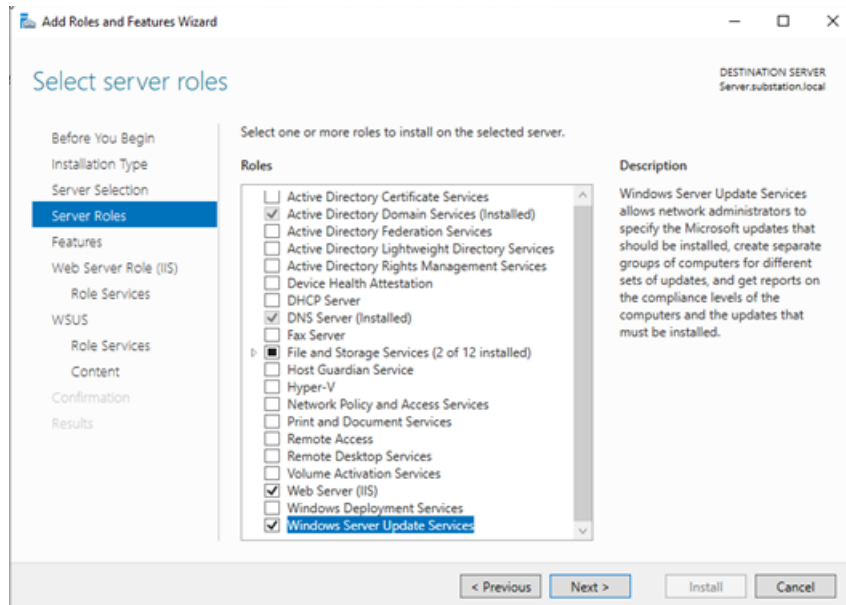 Add Roles and Features Wizard
Select server roles
DESTINATION SERVER
Server.substation.local
Before You Begin
Installation Type
Server Selection
Server Roles
Features
Web Server Role (IIS)
Role Services
WSUS
Role Services
Content
Confirmation
Results
Select one or more roles to install on the selected server.
Roles
Active Directory Certificate Services
Active Directory Domain Services (Installed)
Active Directory Federation Services
Active Directory Lightweight Directory Services
Active Directory Rights Management Services
Device Health Attestation
DHCP Server
DNS Server (Installed)
Fax Server
File and Storage Services (2 of 12 installed)
Host Guardian Service
Hyper-V
Network Policy and Access Services
Print and Document Services
Remote Access
Remote Desktop Services
Volume Activation Services
Web Server (IIS)
Windows Deployment Services
Windows Server Update Services
Description
Windows Server Update Services
allows network administrators to
specify the Microsoft updates that
should be installed, create separate
groups of computers for different
sets of updates, and get reports on
the compliance levels of the
computers and the updates that
must be installed.
< Previous
Next >
Install
Cancel